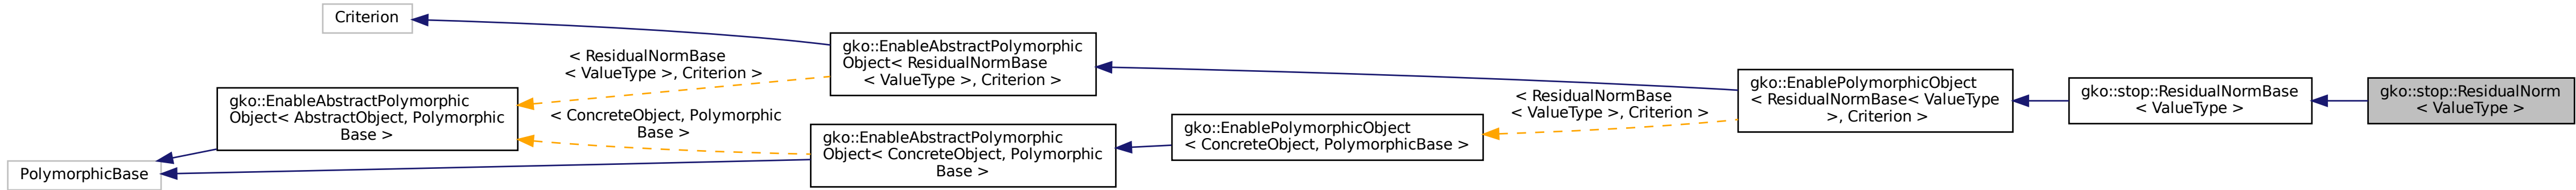 Criterion
gko::EnableAbstractPolymorphic
Object< ResidualNormBase
< ValueType >, Criterion >
< ResidualNormBase
< ValueType >, Criterion >
gko::EnableAbstractPolymorphic
Object< AbstractObject, Polymorphic
Base >
< ConcreteObject, Polymorphic
Base >
gko::EnableAbstractPolymorphic
Object< ConcreteObject, Polymorphic
Base >
PolymorphicBase
gko::EnablePolymorphicObject
< ConcreteObject, PolymorphicBase >
< ResidualNormBase
< ValueType >, Criterion >
gko::EnablePolymorphicObject
< ResidualNormBase< ValueType
>, Criterion >
gko::stop::ResidualNormBase
< ValueType >
gko::stop::ResidualNorm
< ValueType >